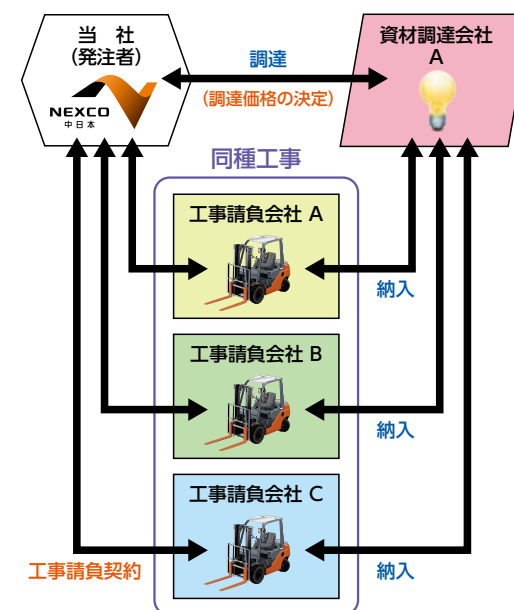 当 社
(発注者)
NEXCO
中日本
調達
(調達価格の決定)
資材調達会社
A
同種工事
工事請負会社 A
納入
工事請負会社 B
納入
工事請負会社 C
工事請負契約
納入